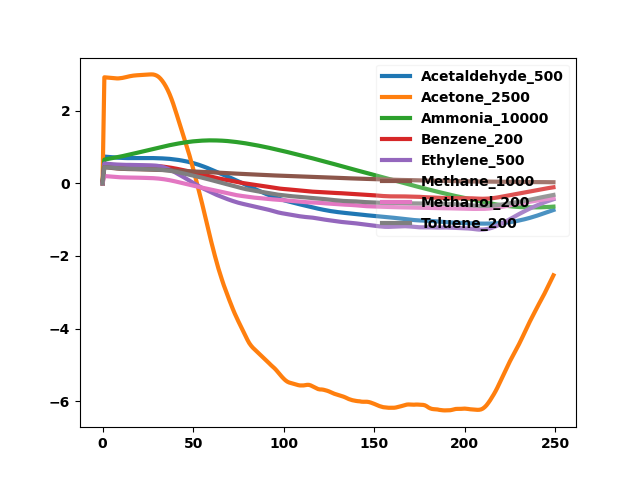 Acetaldehyde_500
Acetone_2500
Ammonia_10000
Benzene_200
Ethylene_500
Methane_1000
Methanol_200
Toluene_200
2
0
−2
−4
−6
0 50 100 150 200 250